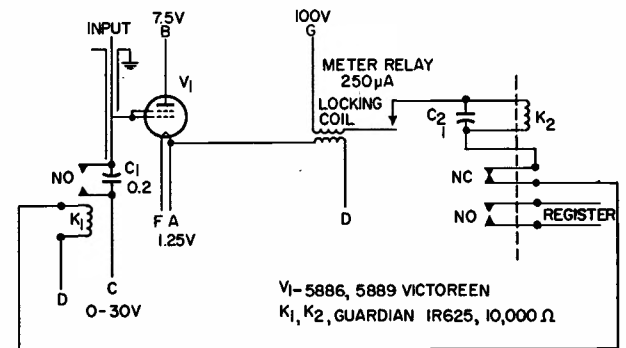 INPUT
7.5V
B
100V
G
V1
METER RELAY
250µA
LOCKING
COIL
C2
1
K2
NO
C1
0.2
NC
K1
F A
1.25V
D
NO
REGISTER
D
C
0-30V
V1-5886, 5889 VICTOREEN
K1, K2, GUARDIAN IR625, 10,000 Ω